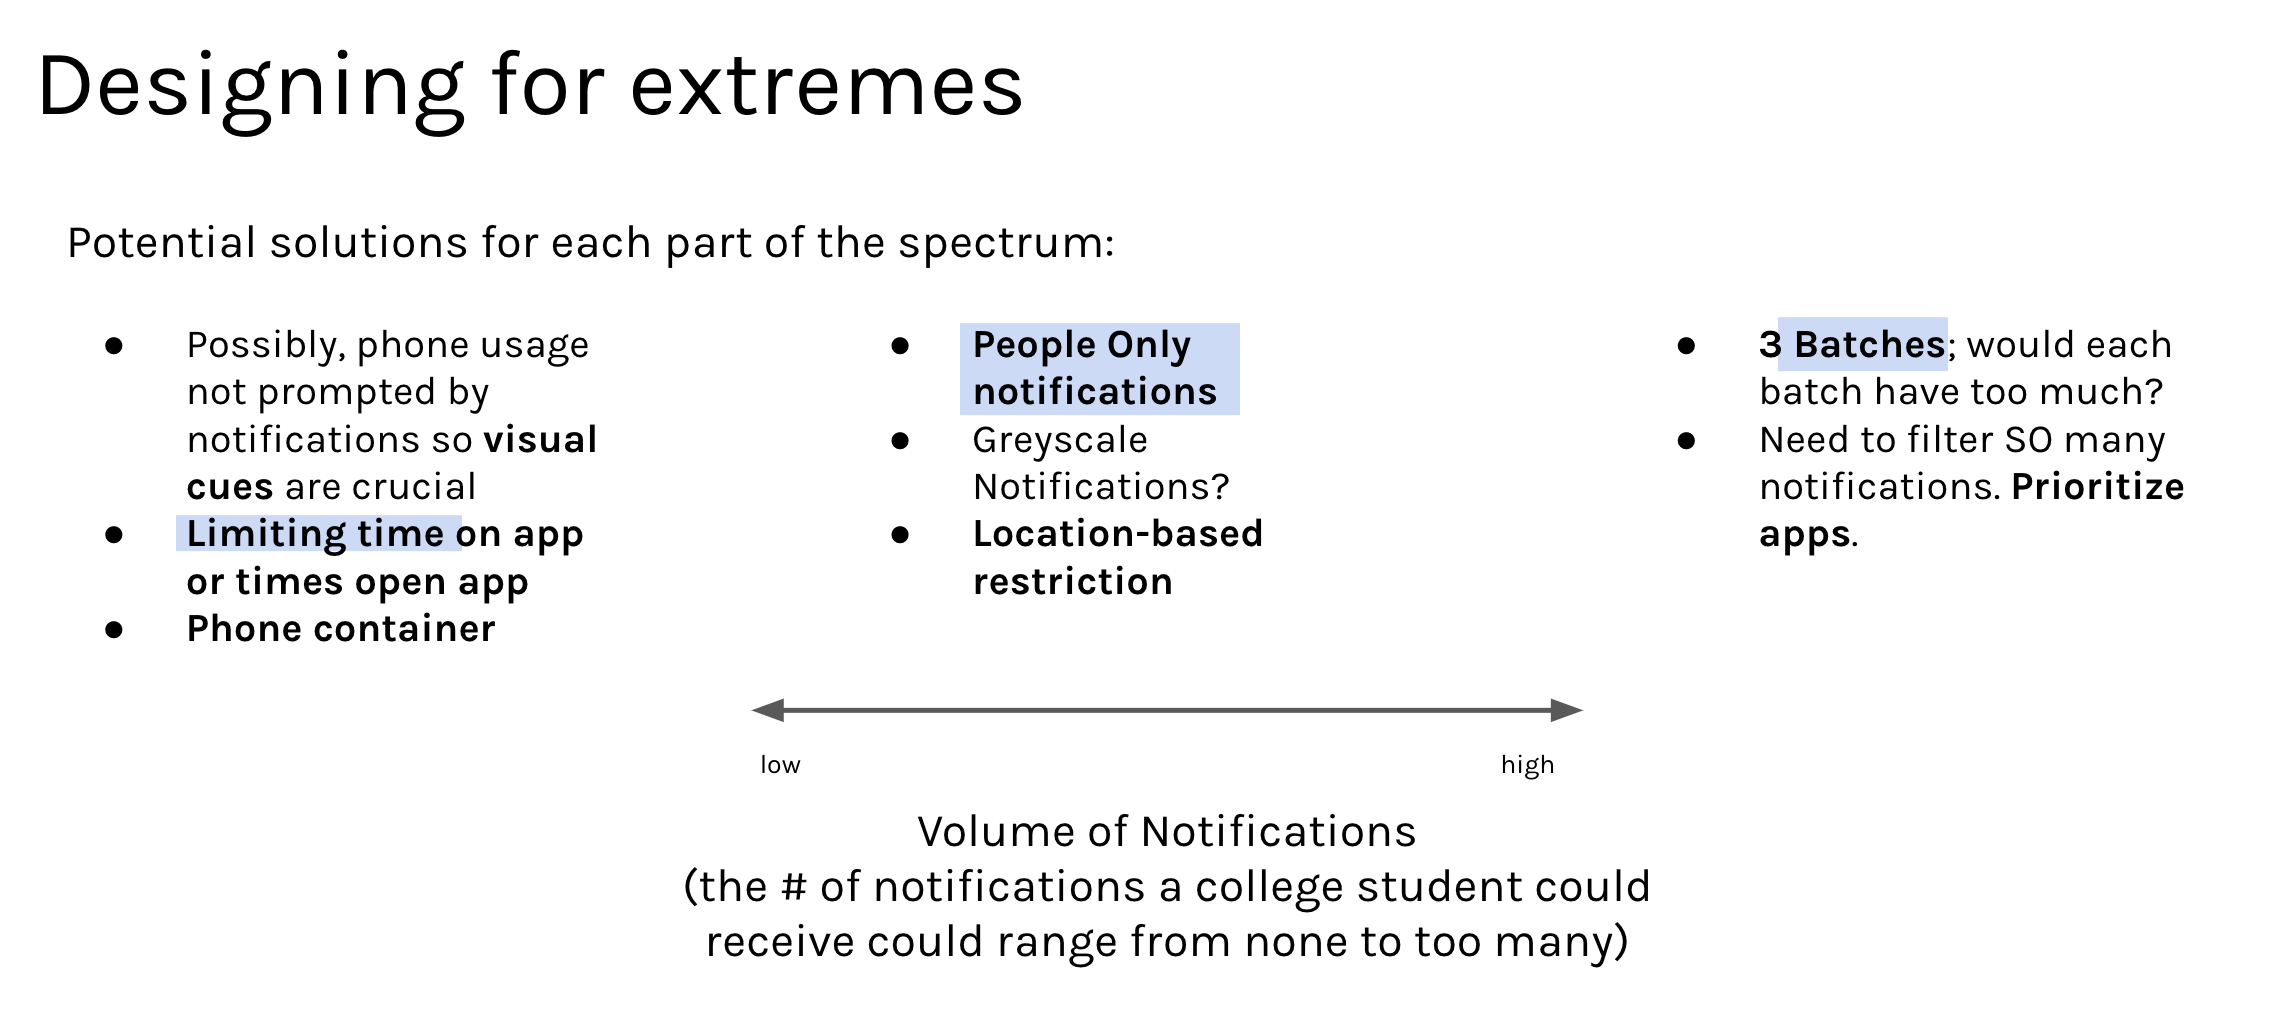 Designing for extremes
Potential solutions for each part of the spectrum:
● Possibly, phone usage
not prompted by
notifications so visual
cues are crucial
● Limiting time on app
or times open app
● Phone container
● People Only
notifications
● Greyscale
Notifications?
● Location-based
restriction
● 3 Batches; would each
batch have too much?
● Need to filter SO many
notifications. Prioritize
apps.
low
high
Volume of Notifications
(the # of notifications a college student could
receive could range from none to too many)